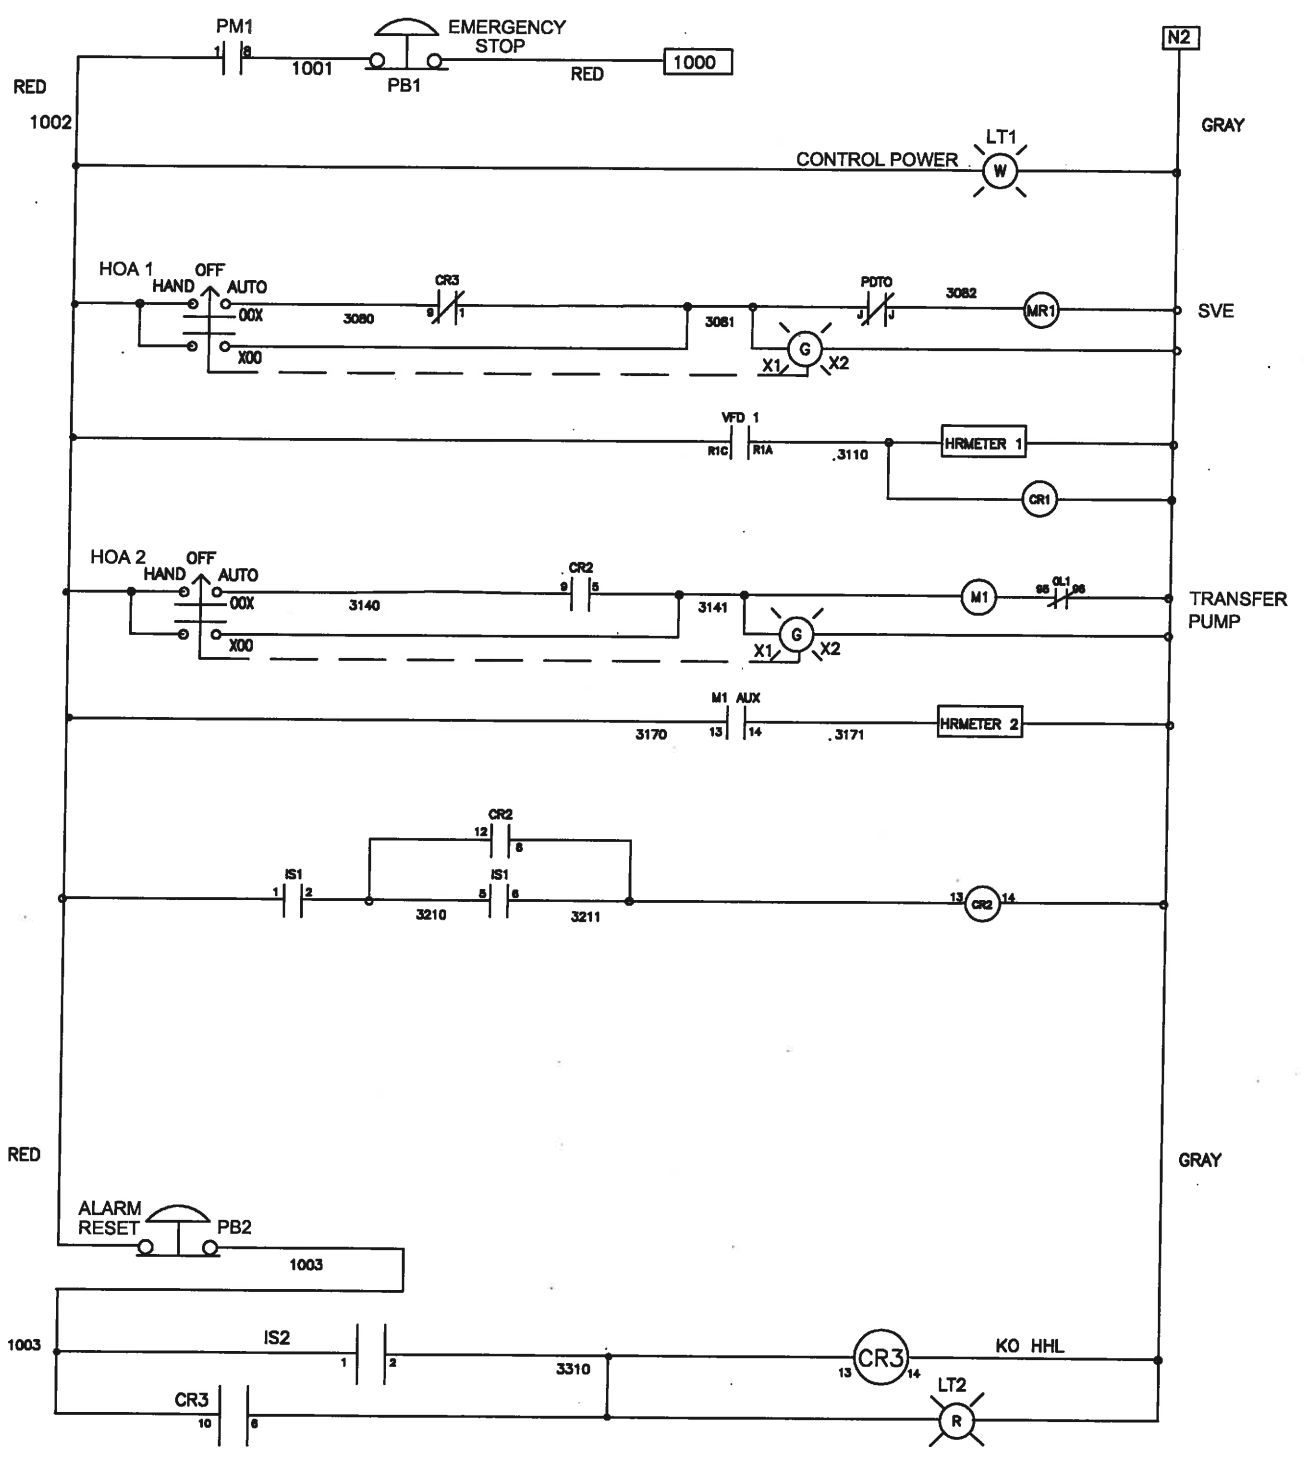 PM1
EMERGENCY
STOP
N2
1 8
1001
PB1
RED
1000
RED
1002
GRAY
LT1
CONTROL POWER
W
HOA 1
OFF
HAND
AUTO
CR3
PDTO
3082
OOX
3080
9 1
3081
J J
MR1
SVE
X00
G
X1
X2
VFD 1
R1C R1A
.3110
HRMETER 1
CR1
HOA 2
OFF
HAND
AUTO
CR2
9 5
OOX
3140
3141
M1
OL1
95 96
TRANSFER
PUMP
X00
G
X1
X2
M1 AUX
3170
13 14
.3171
HRMETER 2
CR2
12 8
IS1
1 2
IS1
5 6
3210
3211
13 CR2 14
RED
GRAY
ALARM
RESET
PB2
1003
1003
IS2
1 2
3310
CR3
13 14
KO HHL
CR3
10 6
LT2
R